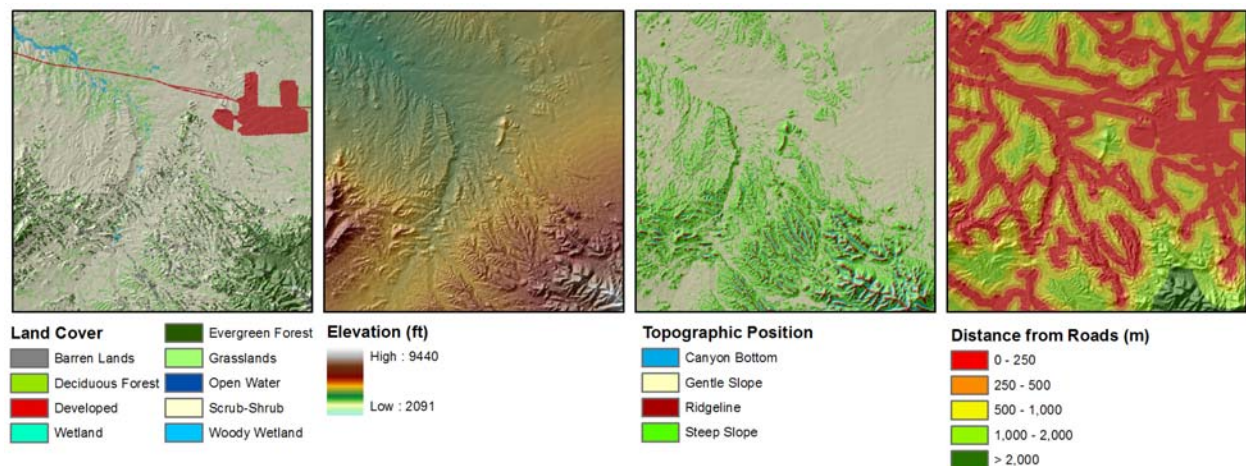 Land Cover
Barren Lands
Deciduous Forest
Developed
Wetland
Evergreen Forest
Grasslands
Open Water
Scrub-Shrub
Woody Wetland
Elevation (ft)
High : 9440
Low : 2091
Topographic Position
Canyon Bottom
Gentle Slope
Ridgeline
Steep Slope
Distance from Roads (m)
0 - 250
250 - 500
500 - 1,000
1,000 - 2,000
> 2,000